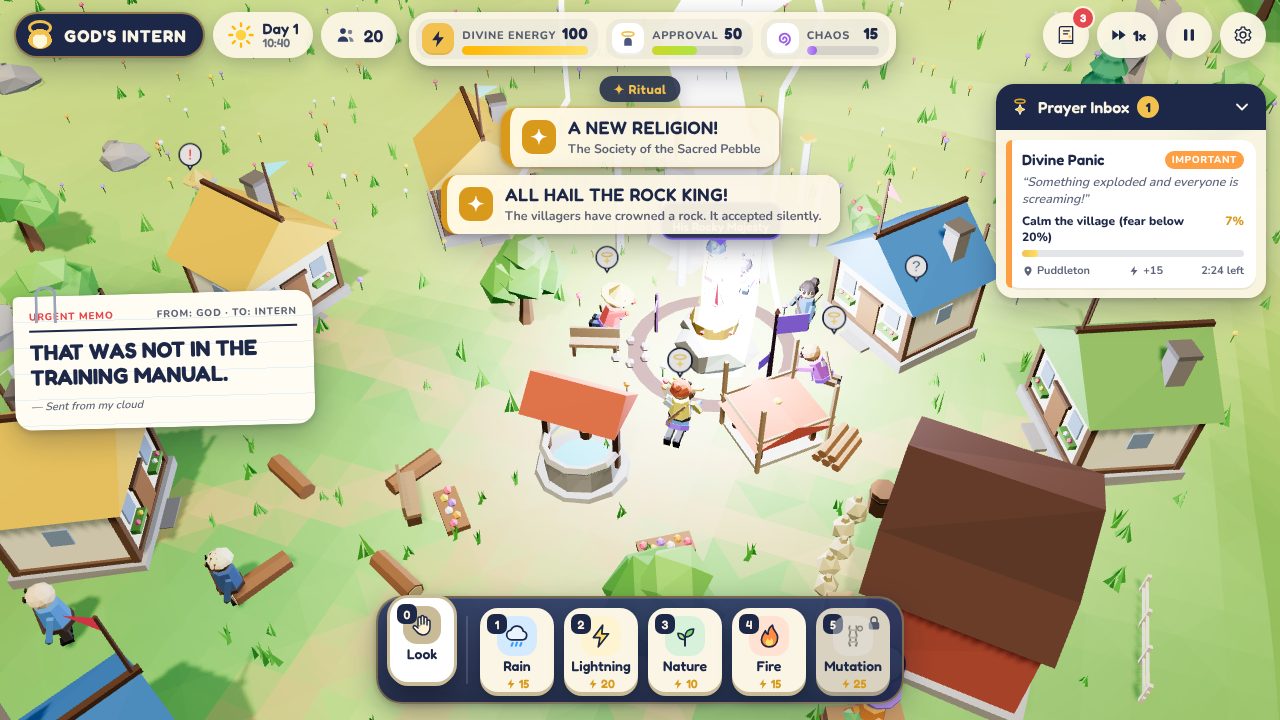 GOD'S INTERN
Day 1
10:40
20
DIVINE ENERGY 100
APPROVAL 50
CHAOS 15
3
1x
✦ Ritual
A NEW RELIGION!
The Society of the Sacred Pebble
ALL HAIL THE ROCK KING!
The villagers have crowned a rock. It accepted silently.
His Rocky Majesty
Prayer Inbox 1
Divine Panic IMPORTANT
“Something exploded and everyone is
screaming!”
Calm the village (fear below
20%)
7%
Puddleton +15 2:24 left
URGENT MEMO FROM: GOD · TO: INTERN
THAT WAS NOT IN THE
TRAINING MANUAL.
— Sent from my cloud
!
?
0
Look
1
Rain
15
2
Lightning
20
3
Nature
10
4
Fire
15
5
Mutation
25